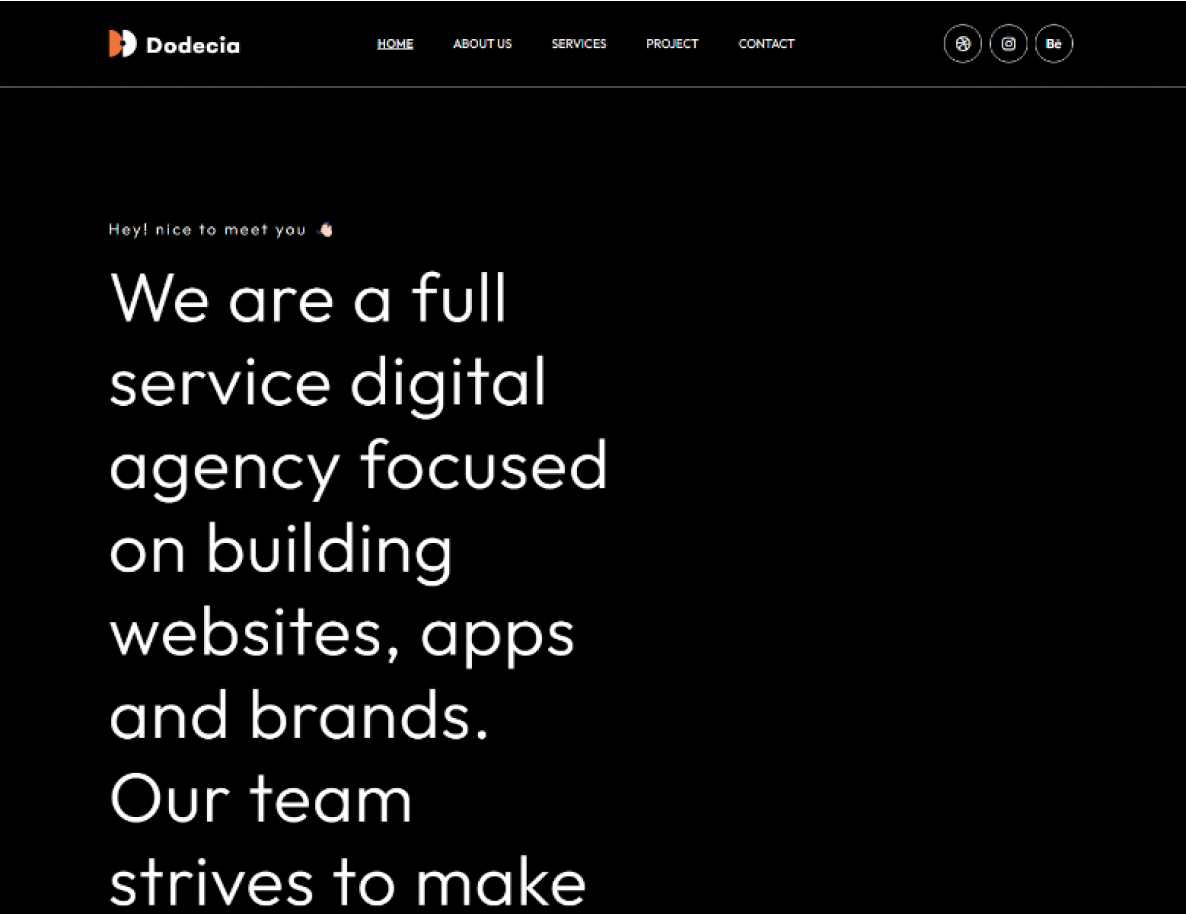 Dodecia
HOME ABOUT US SERVICES PROJECT CONTACT Bē
Hey! nice to meet you 👋🏻
We are a full
service digital
agency focused
on building
websites, apps
and brands.
Our team
strives to make